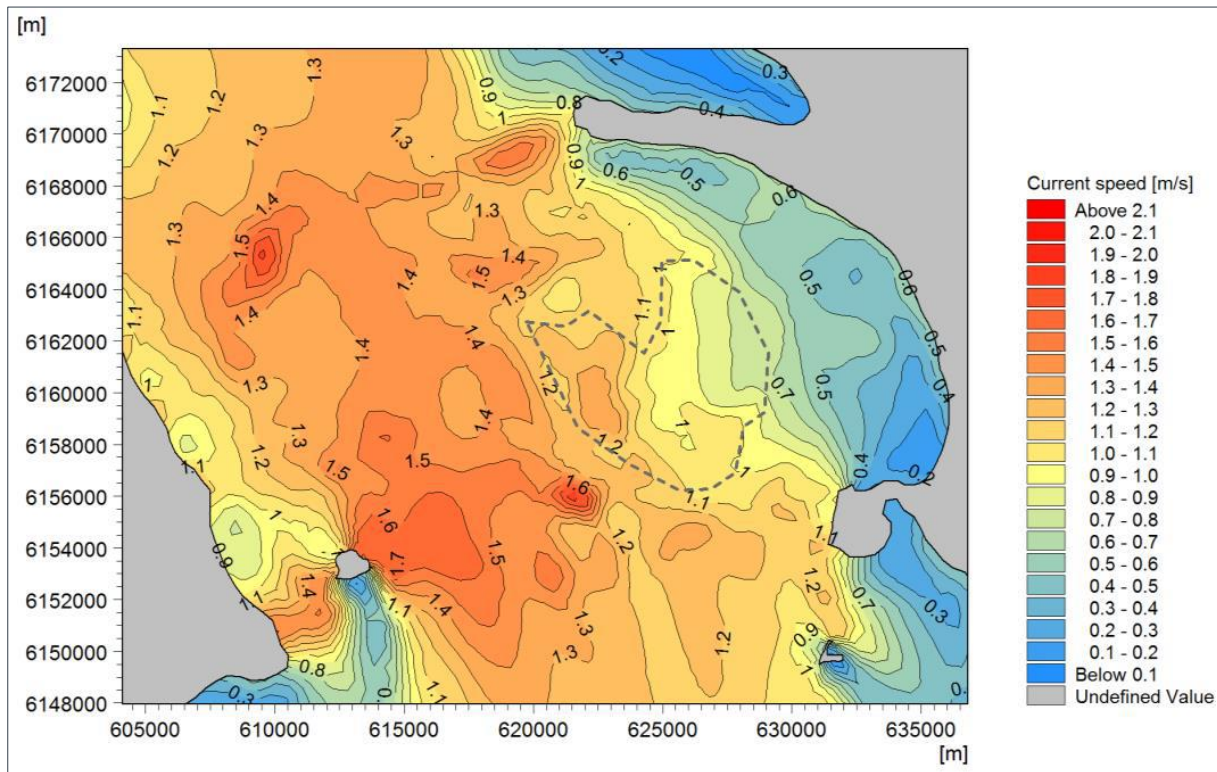 [m]
6172000
6170000
6168000
6166000
6164000
6162000
6160000
6158000
6156000
6154000
6152000
6150000
6148000
605000 610000 615000 620000 625000 630000 635000
[m]
1.1 1.2 1.3 0.9 0.2 0.3
0.8 0.4
1.2 1.3 1.3 1
0.9 0.6 0.5 0.6
1.4 1
1.3 1.5 1.3
1.4 1.4 1 0.5 0.6
1.5
1.1 1.4 1.3 1.1
1.4 1.4 1 0.5
1 1.3 1.2 0.7 0.5 0.4
1.4
1.1 1.3 1.2 1
1.2 1.5 1.5 1 0.4 0.2
1.6 1.1
1 1.6 1.2 1.1
0.9 1.7 1.5
1.1 1.4 1.1 1.4 1.2 0.7 0.3
1.3 1.2 0.9
0.8 1.3 1
0.3 1.1
Current speed [m/s]
Above 2.1
2.0 - 2.1
1.9 - 2.0
1.8 - 1.9
1.7 - 1.8
1.6 - 1.7
1.5 - 1.6
1.4 - 1.5
1.3 - 1.4
1.2 - 1.3
1.1 - 1.2
1.0 - 1.1
0.9 - 1.0
0.8 - 0.9
0.7 - 0.8
0.6 - 0.7
0.5 - 0.6
0.4 - 0.5
0.3 - 0.4
0.2 - 0.3
0.1 - 0.2
Below 0.1
Undefined Value